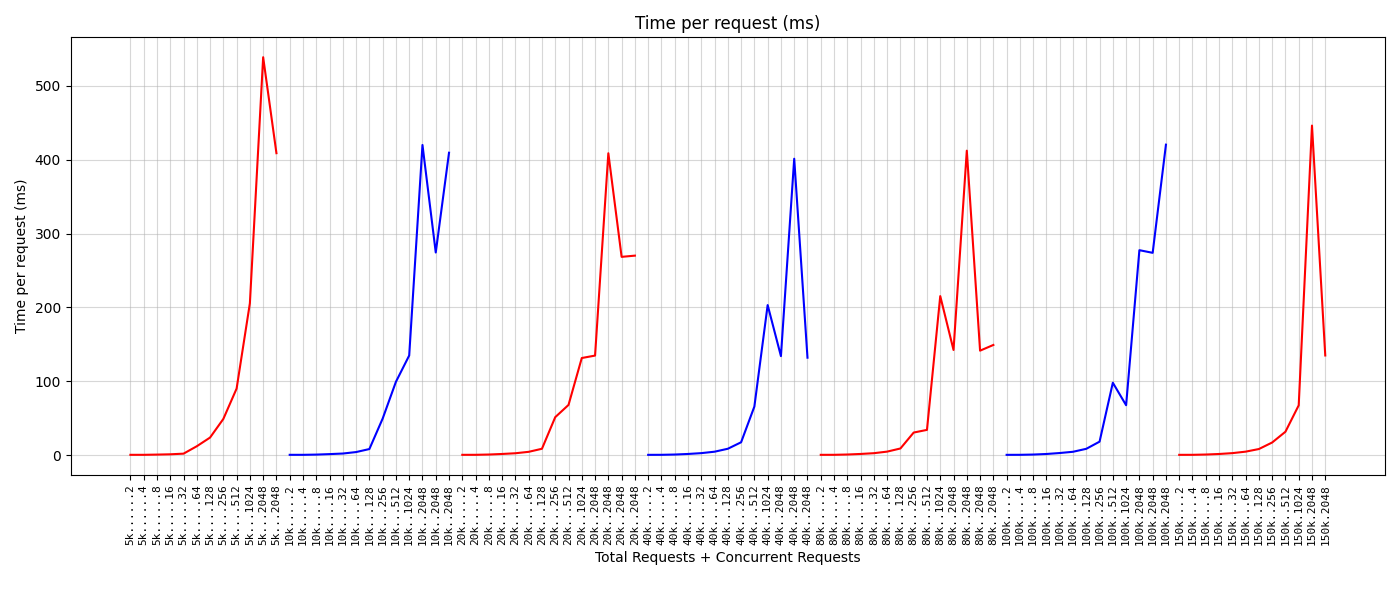 Time per request (ms)
500
400
300
200
100
0
Time per request (ms)
5k......2
5k......4
5k......8
5k.....16
5k.....32
5k.....64
5k....128
5k....256
5k....512
5k...1024
5k...2048
5k...2048
10k.....2
10k.....4
10k.....8
10k....16
10k....32
10k....64
10k...128
10k...256
10k...512
10k..1024
10k..2048
10k..2048
10k..2048
20k.....2
20k.....4
20k.....8
20k....16
20k....32
20k....64
20k...128
20k...256
20k...512
20k..1024
20k..2048
20k..2048
20k..2048
20k..2048
40k.....2
40k.....4
40k.....8
40k....16
40k....32
40k....64
40k...128
40k...256
40k...512
40k..1024
40k..2048
40k..2048
40k..2048
80k.....2
80k.....4
80k.....8
80k....16
80k....32
80k....64
80k...128
80k...256
80k...512
80k..1024
80k..2048
80k..2048
80k..2048
80k..2048
100k....2
100k....4
100k....8
100k...16
100k...32
100k...64
100k..128
100k..256
100k..512
100k.1024
100k.2048
100k.2048
100k.2048
150k....2
150k....4
150k....8
150k...16
150k...32
150k...64
150k..128
150k..256
150k..512
150k.1024
150k.2048
150k.2048
Total Requests + Concurrent Requests